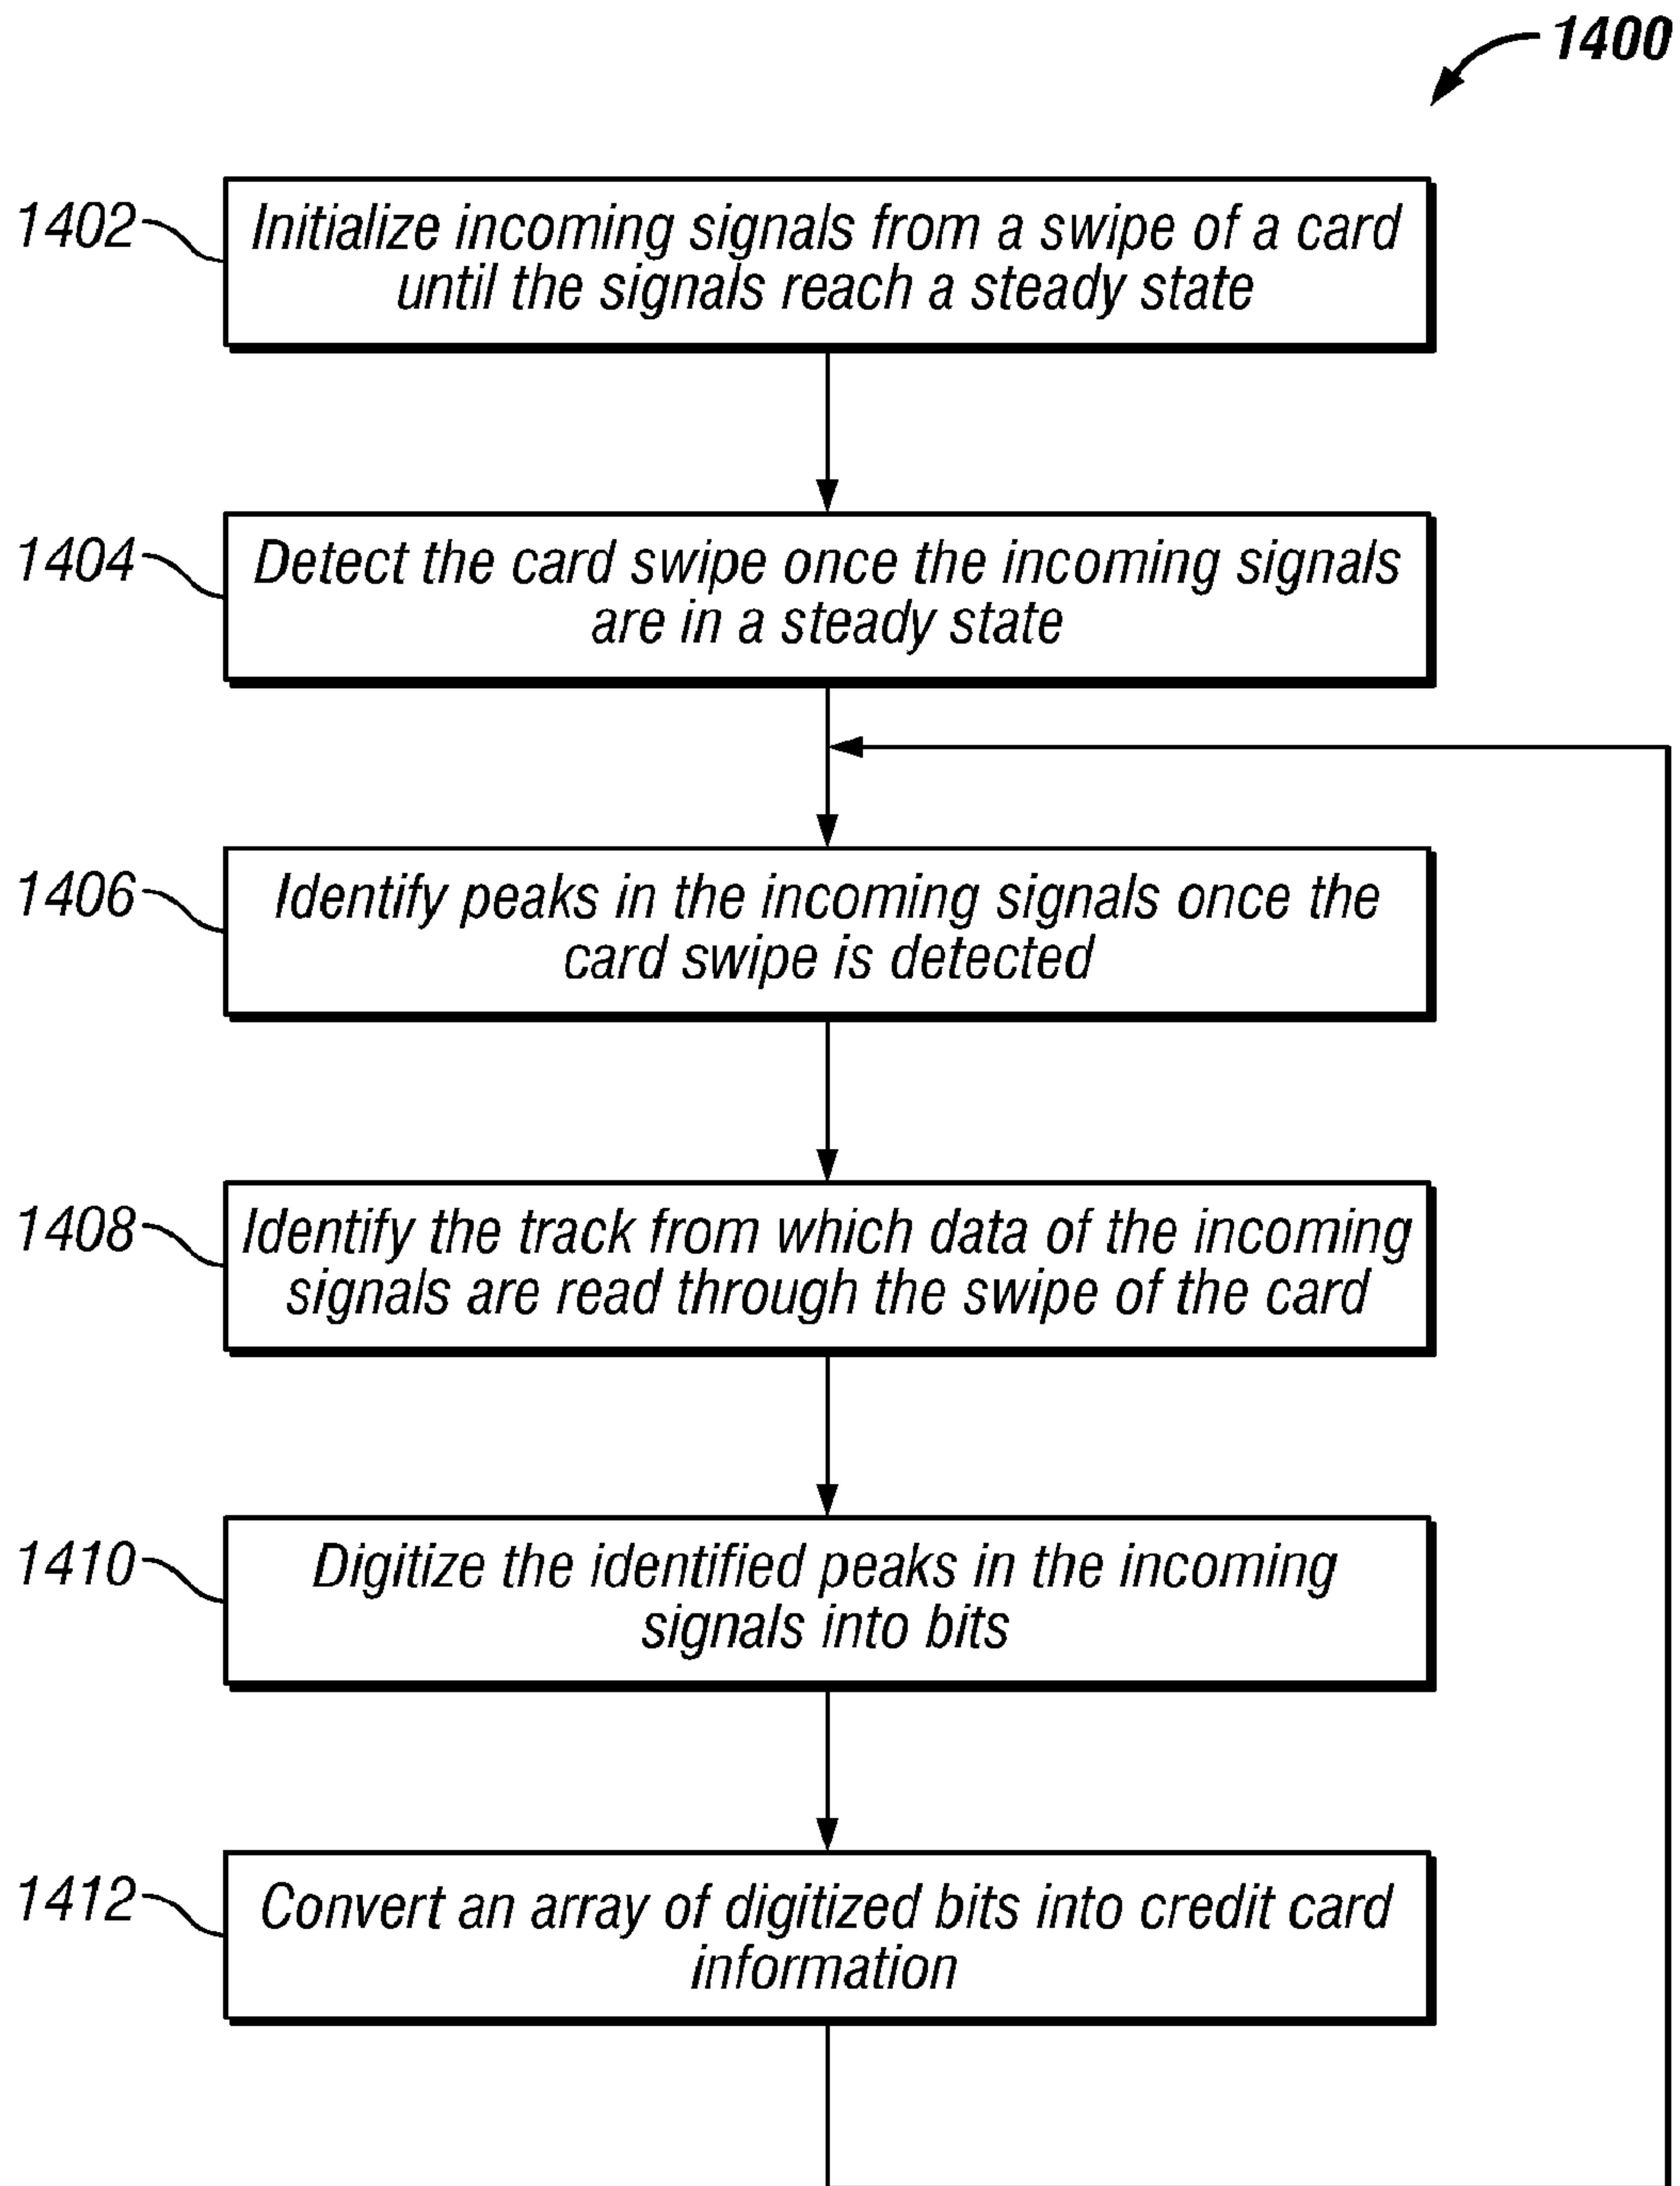 1400
1402
Initialize incoming signals from a swipe of a card
until the signals reach a steady state
1404
Detect the card swipe once the incoming signals
are in a steady state
1406
Identify peaks in the incoming signals once the
card swipe is detected
1408
Identify the track from which data of the incoming
signals are read through the swipe of the card
1410
Digitize the identified peaks in the incoming
signals into bits
1412
Convert an array of digitized bits into credit card
information